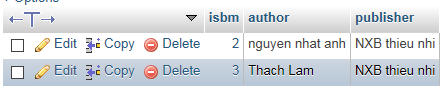 isbm author publisher
Edit Copy Delete 2 nguyen nhat anh NXB thieu nhi
Edit Copy Delete 3 Thach Lam NXB thieu nhi